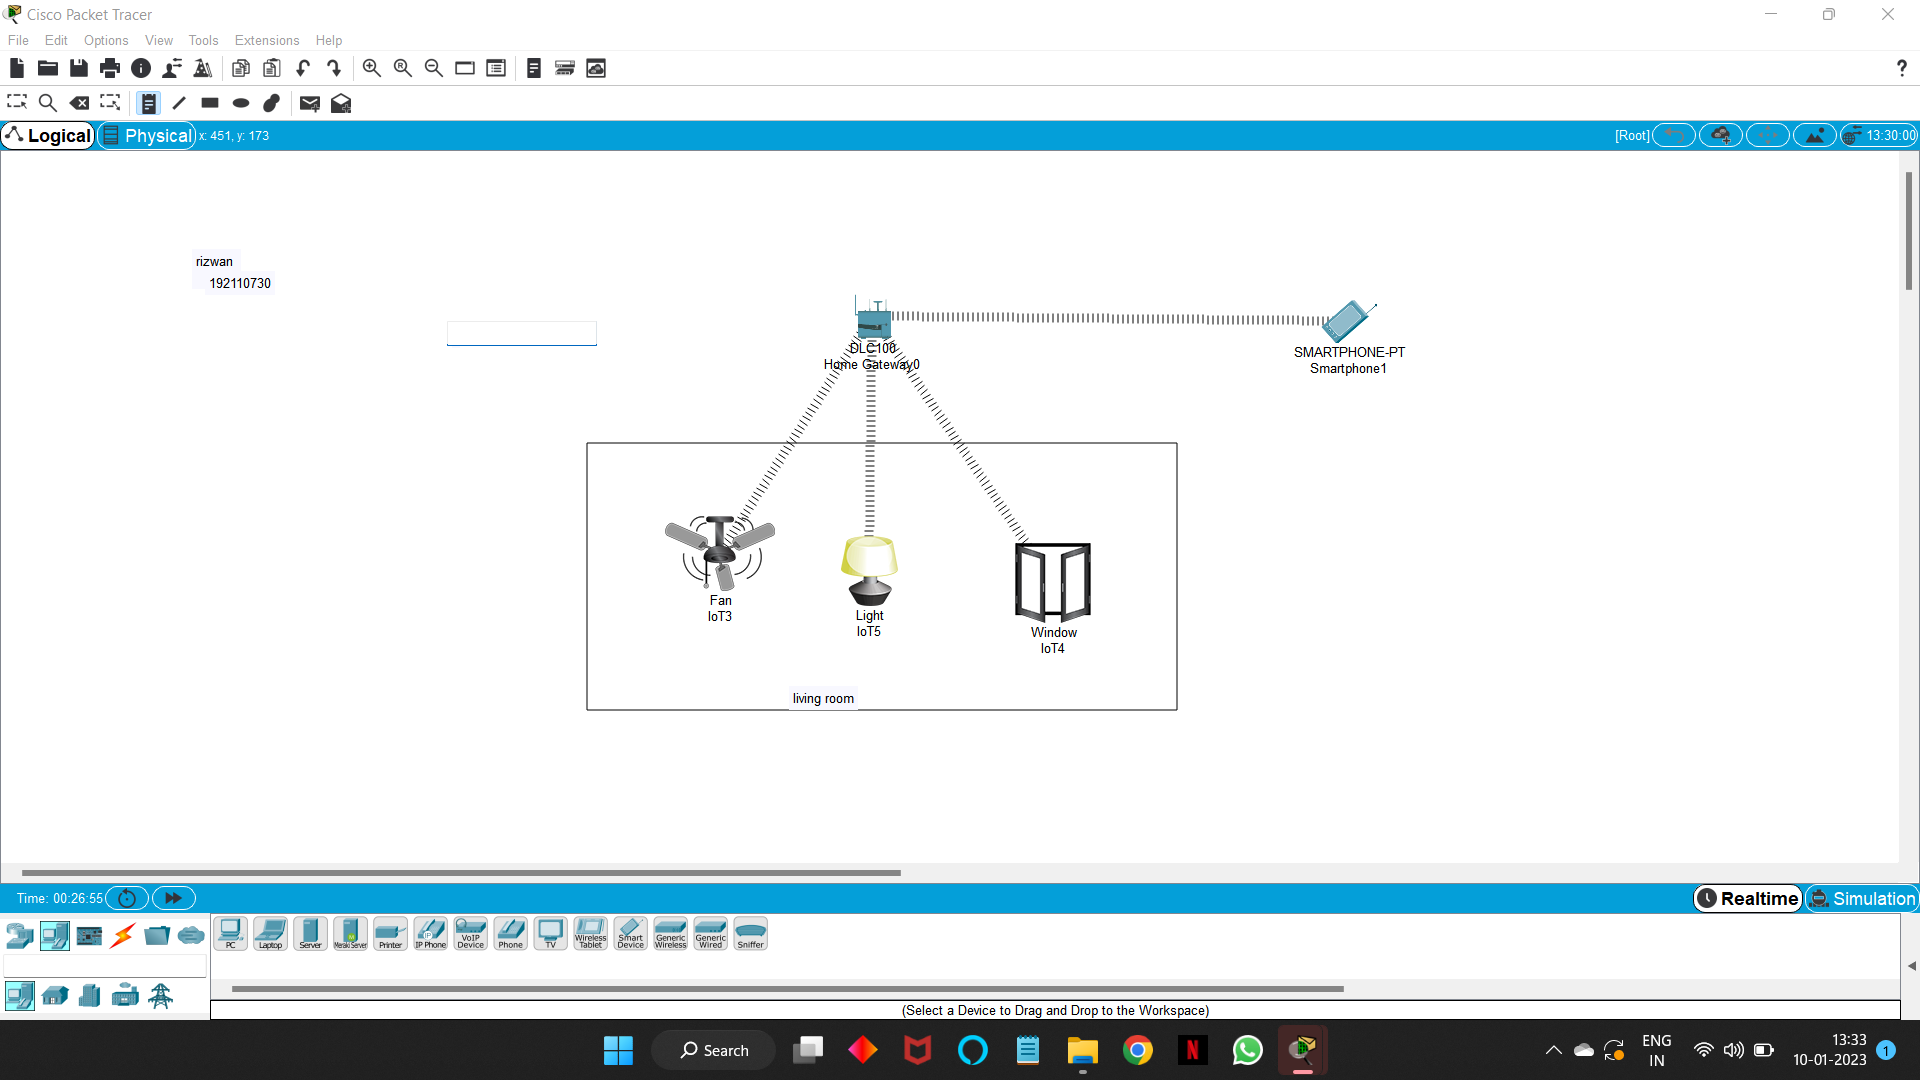 Cisco Packet Tracer
File Edit Options View Tools Extensions Help
?
Logical Physical x: 451, y: 173 [Root] 13:30:00
rizwan
192110730
DLC100
Home Gateway0
SMARTPHONE-PT
Smartphone1
Fan
IoT3
Light
IoT5
Window
IoT4
living room
Time: 00:26:55 Realtime Simulation
PC Laptop Server Meraki Server Printer IP Phone VoIP Device Phone TV Wireless Tablet Smart Device Generic Wireless Generic Wired Sniffer
(Select a Device to Drag and Drop to the Workspace)
Search N ENG IN 13:33 10-01-2023 1